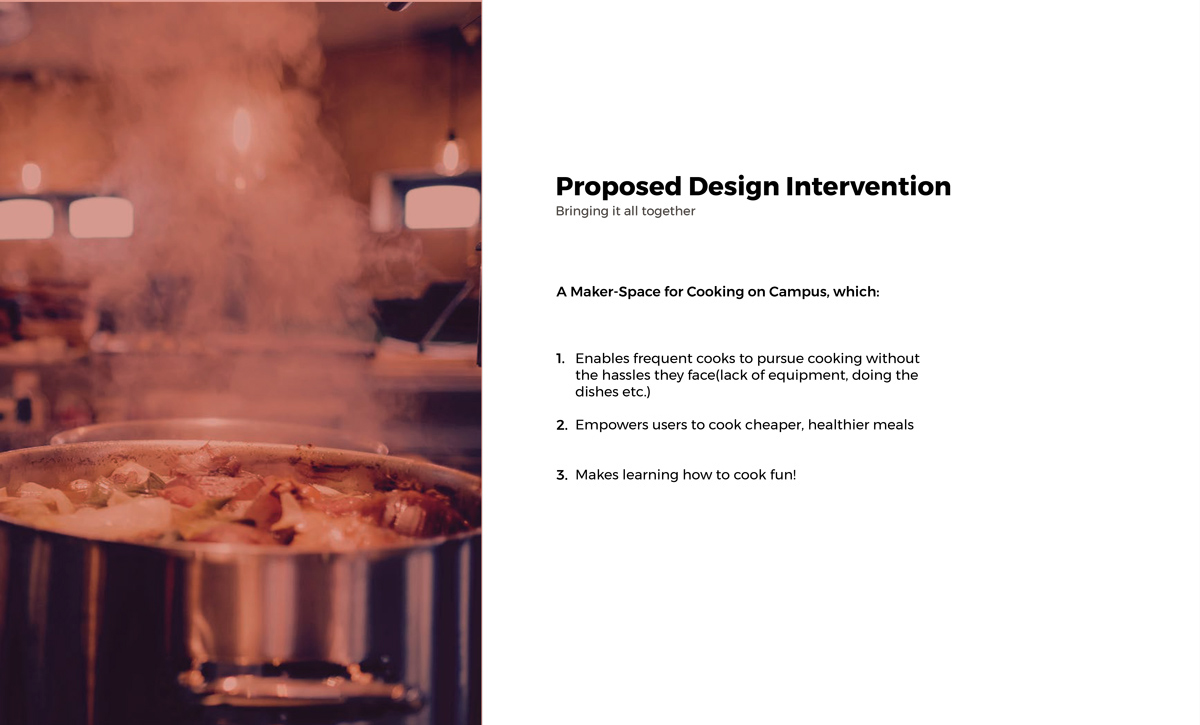 Proposed Design Intervention
Bringing it all together
A Maker-Space for Cooking on Campus, which:
1. Enables frequent cooks to pursue cooking without
the hassles they face(lack of equipment, doing the
dishes etc.)
2. Empowers users to cook cheaper, healthier meals
3. Makes learning how to cook fun!